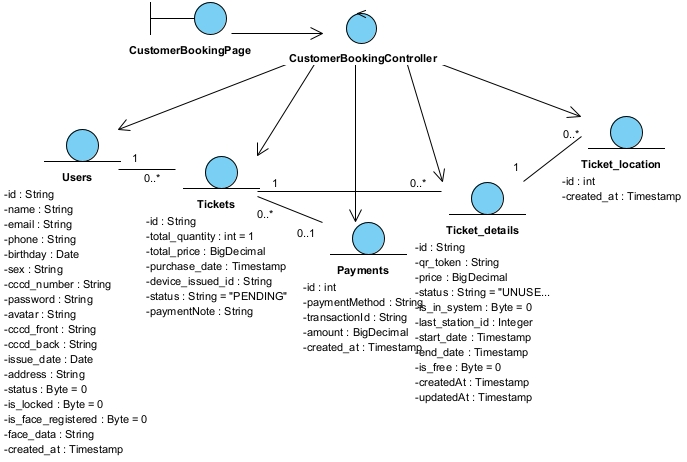 CustomerBookingPage
CustomerBookingController
Users
-id : String
-name : String
-email : String
-phone : String
-birthday : Date
-sex : String
-cccd_number : String
-password : String
-avatar : String
-cccd_front : String
-cccd_back : String
-issue_date : Date
-address : String
-status : Byte = 0
-is_locked : Byte = 0
-is_face_registered : Byte = 0
-face_data : String
-created_at : Timestamp
1
0..*
Tickets
-id : String
-total_quantity : int = 1
-total_price : BigDecimal
-purchase_date : Timestamp
-device_issued_id : String
-status : String = "PENDING"
-paymentNote : String
1
0..*
0..*
0..1
Payments
-id : int
-paymentMethod : String
-transactionId : String
-amount : BigDecimal
-created_at : Timestamp
Ticket_details
-id : String
-qr_token : String
-price : BigDecimal
-status : String = "UNUSE...
-is_in_system : Byte = 0
-last_station_id : Integer
-start_date : Timestamp
-end_date : Timestamp
-is_free : Byte = 0
-createdAt : Timestamp
-updatedAt : Timestamp
1
0..*
Ticket_location
-id : int
-created_at : Timestamp